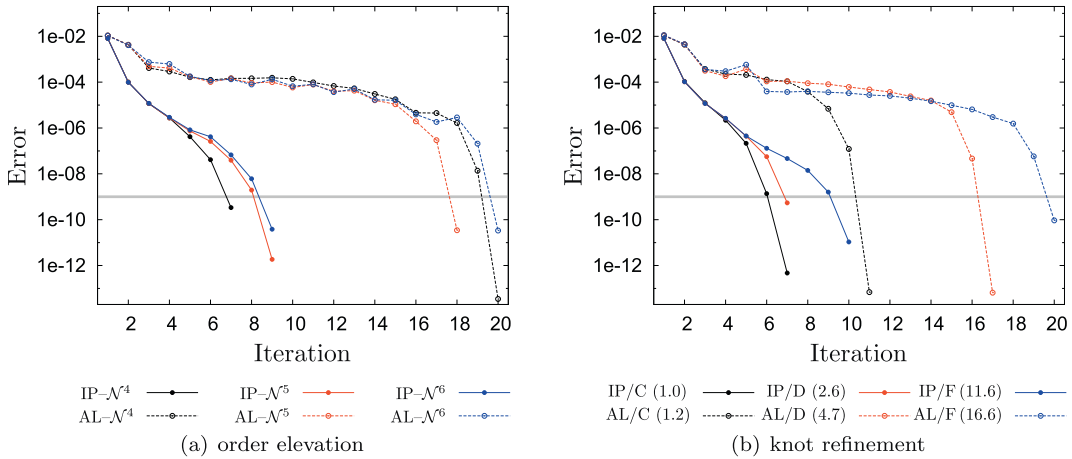 1e-02
1e-04
1e-06
1e-08
1e-10
1e-12
Error
2 4 6 8 10 12 14 16 18 20
Iteration
IP–𝒩⁴ IP–𝒩⁵ IP–𝒩⁶
AL–𝒩⁴ AL–𝒩⁵ AL–𝒩⁶
(a) order elevation
1e-02
1e-04
1e-06
1e-08
1e-10
1e-12
Error
2 4 6 8 10 12 14 16 18 20
Iteration
IP/C (1.0) IP/D (2.6) IP/F (11.6)
AL/C (1.2) AL/D (4.7) AL/F (16.6)
(b) knot refinement